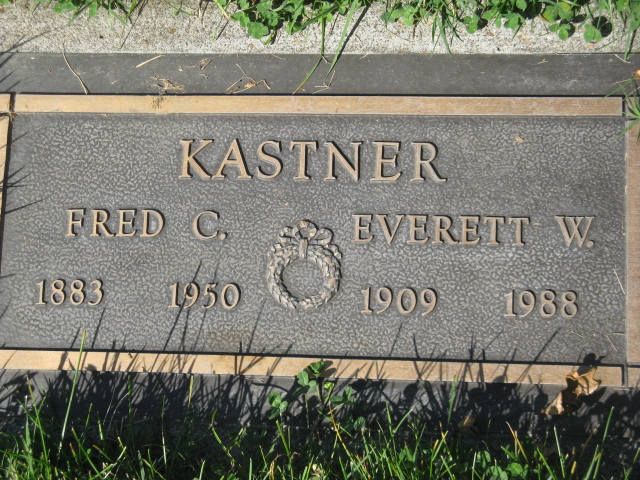 KASTNER
FRED C. EVERETT W.
1883 1950 1909 1988